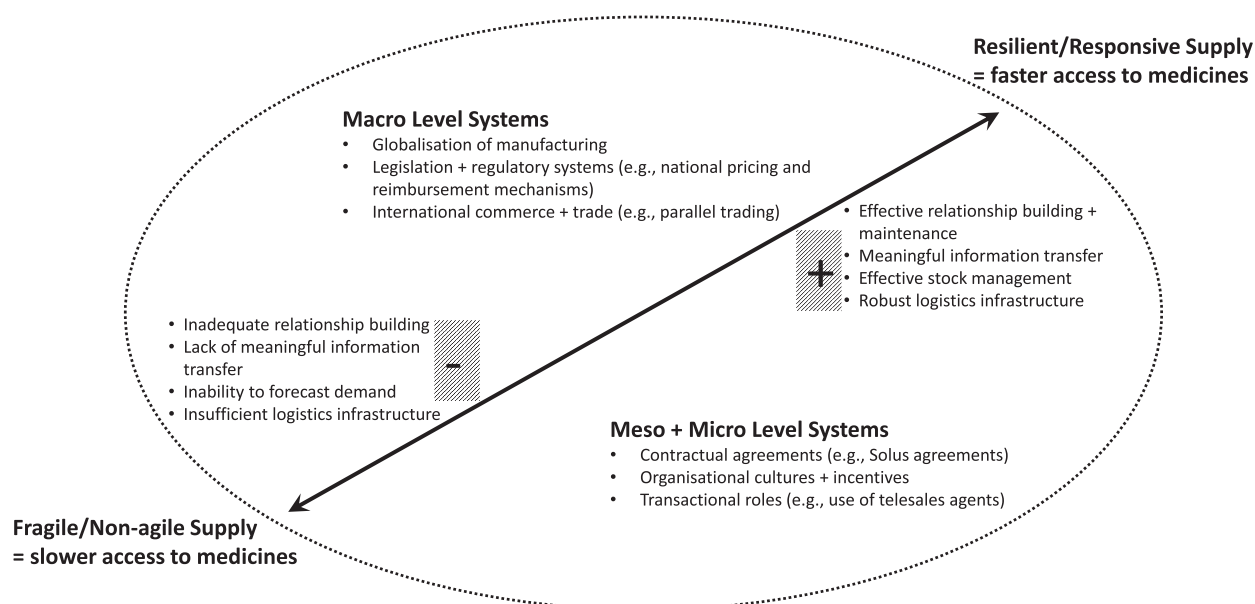 Resilient/Responsive Supply
= faster access to medicines
Macro Level Systems
• Globalisation of manufacturing
• Legislation + regulatory systems (e.g., national pricing and
reimbursement mechanisms)
• International commerce + trade (e.g., parallel trading)
• Effective relationship building +
maintenance
• Meaningful information transfer
• Effective stock management
• Robust logistics infrastructure
+
• Inadequate relationship building
• Lack of meaningful information
transfer
• Inability to forecast demand
• Insufficient logistics infrastructure
-
Meso + Micro Level Systems
• Contractual agreements (e.g., Solus agreements)
• Organisational cultures + incentives
• Transactional roles (e.g., use of telesales agents)
Fragile/Non-agile Supply
= slower access to medicines